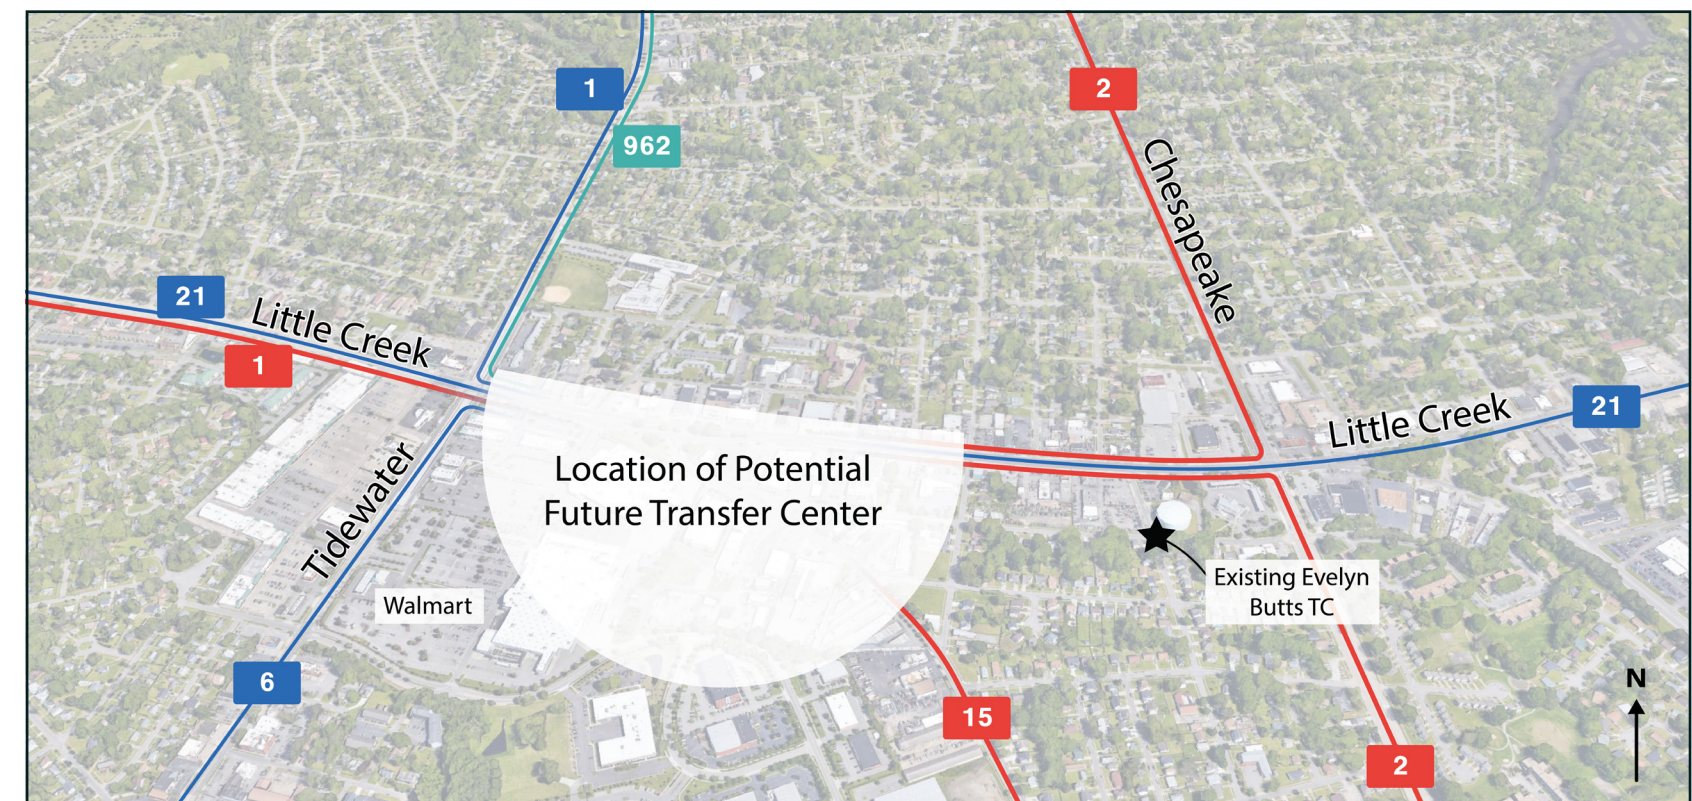 1
2
962
Chesapeake
21
Little Creek
1
21
Little Creek
Location of Potential
Future Transfer Center
Tidewater
Existing Evelyn
Butts TC
Walmart
6
N
15
2